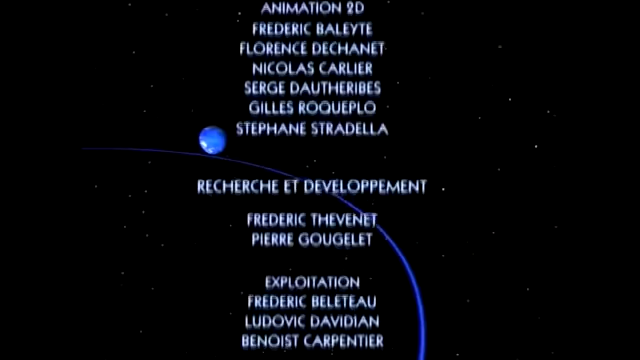 ANIMATION 2D
FREDERIC BALEYTE
FLORENCE DECHANET
NICOLAS CARLIER
SERGE DAUTHERIBES
GILLES ROQUEPLO
STEPHANE STRADELLA
RECHERCHE ET DEVELOPPEMENT
FREDERIC THEVENET
PIERRE GOUGELET
EXPLOITATION
FREDERIC BELETEAU
LUDOVIC DAVIDIAN
BENOIST CARPENTIER